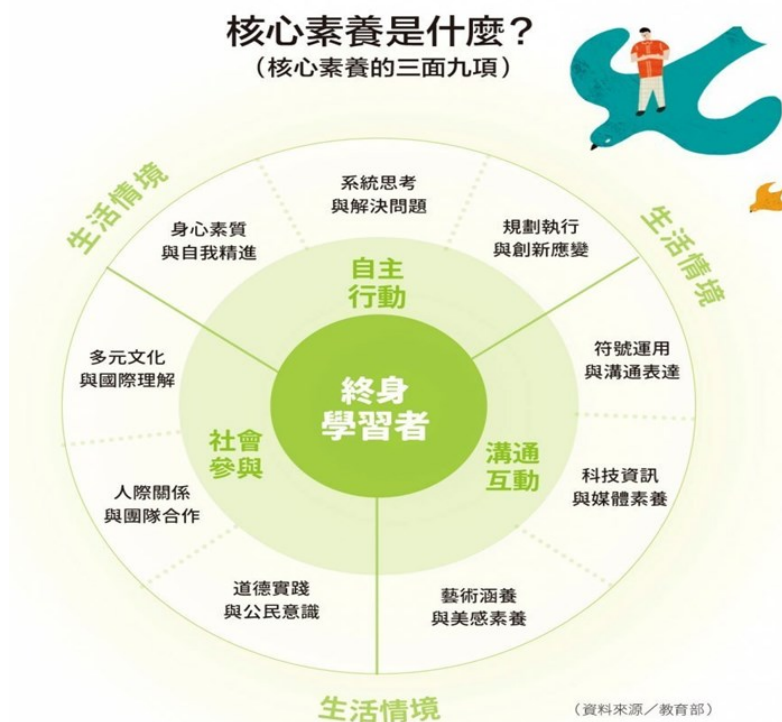 核心素養是什麼？
（核心素養的三面九項）
生活情境
生活情境
系統思考
與解決問題
身心素質
與自我精進
規劃執行
與創新應變
自主
行動
多元文化
與國際理解
符號運用
與溝通表達
終身
學習者
社會
參與
溝通
互動
人際關係
與團隊合作
科技資訊
與媒體素養
道德實踐
與公民意識
藝術涵養
與美感素養
生活情境
（資料來源／教育部）